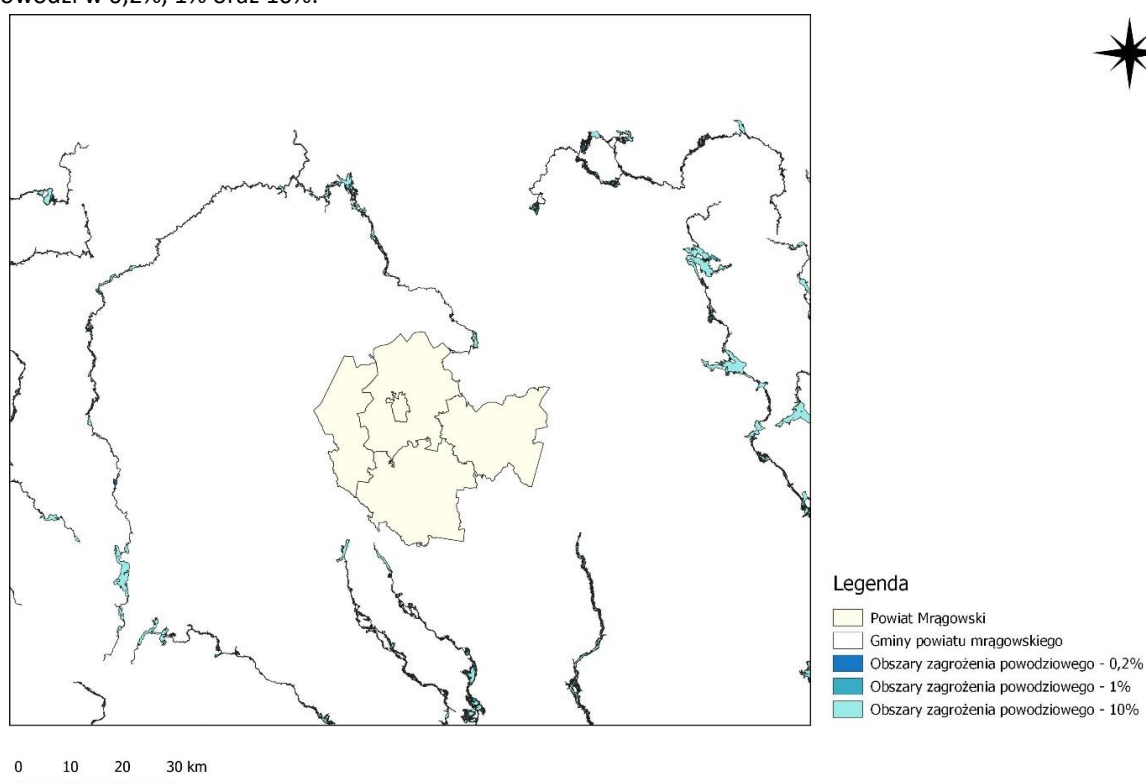 0,2%, 1% oraz 10%.
Legenda
Powiat Mrągowski
Gminy powiatu mrągowskiego
Obszary zagrożenia powodziowego - 0,2%
Obszary zagrożenia powodziowego - 1%
Obszary zagrożenia powodziowego - 10%
0 10 20 30 km